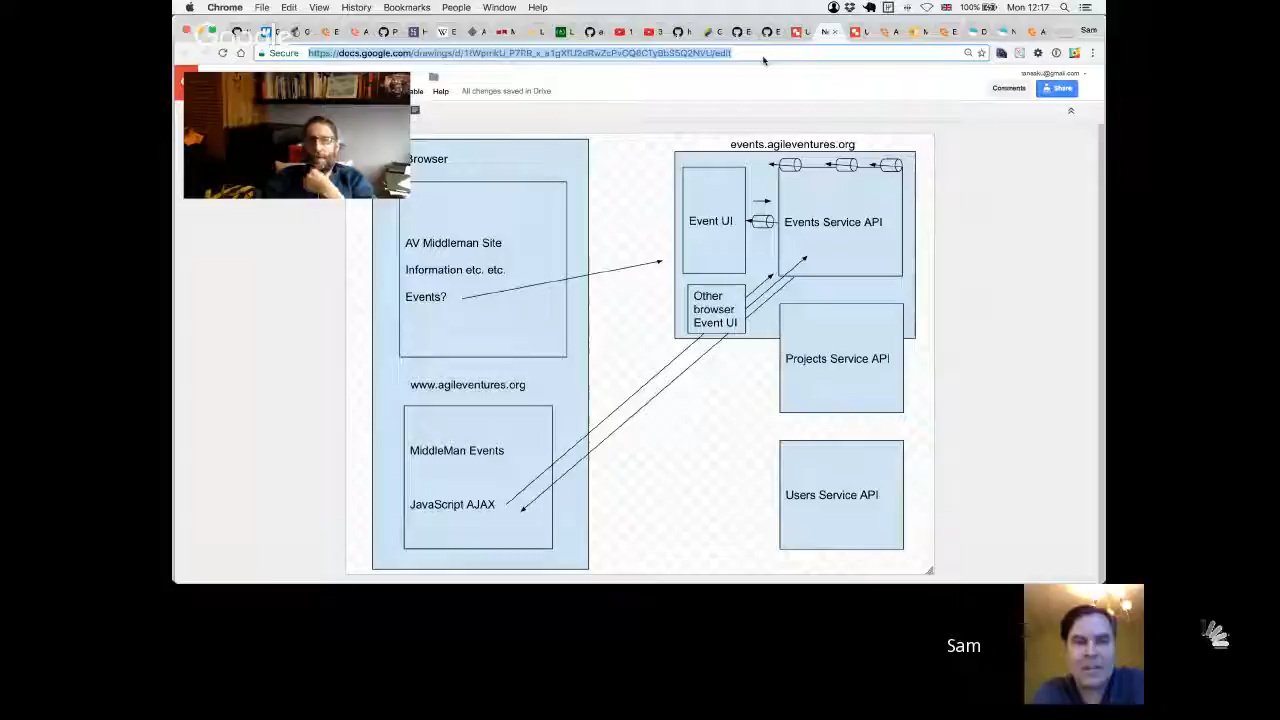 Chrome File Edit View History Bookmarks People Window Help
100% Mon 12:17
Sam
Google
Secure
Help All changes saved in Drive
Comments
Share
Browser
AV Middleman Site
Information etc. etc.
Events?
www.agileventures.org
MiddleMan Events
JavaScript AJAX
events.agileventures.org
Event UI
Events Service API
Other
browser
Event UI
Projects Service API
Users Service API
Sam